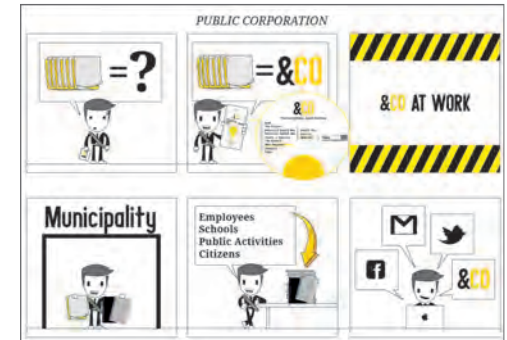 PUBLIC CORPORATION
=?
=&CO
&CO
&CO AT WORK
Municipality
Employees
Schools
Public Activities
Citizens
&CO